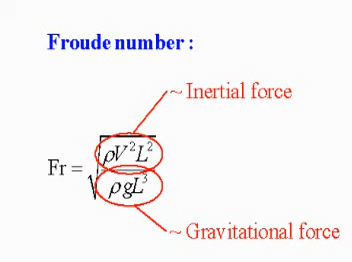 Froude number :
~ Inertial force
Fr = √(ρV²L² / ρgL³)
~ Gravitational force